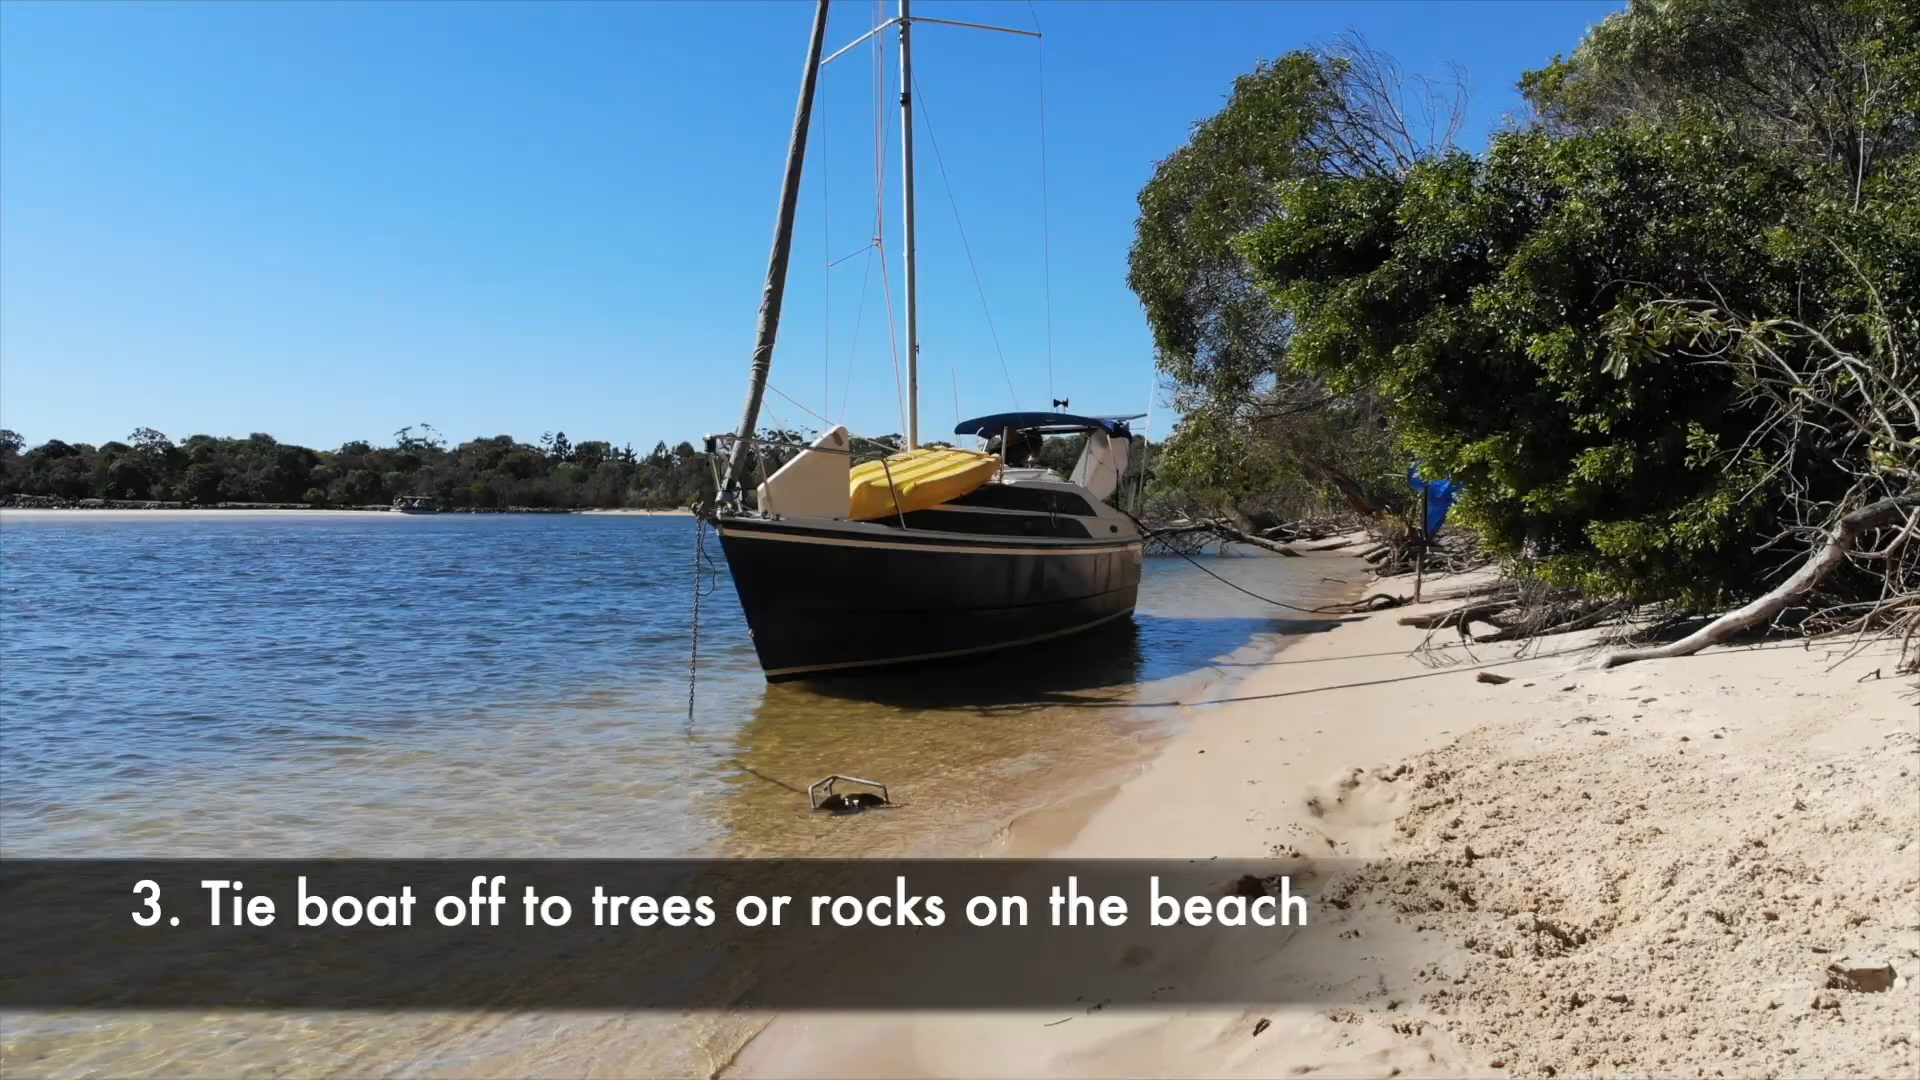 3. Tie boat off to trees or rocks on the beach